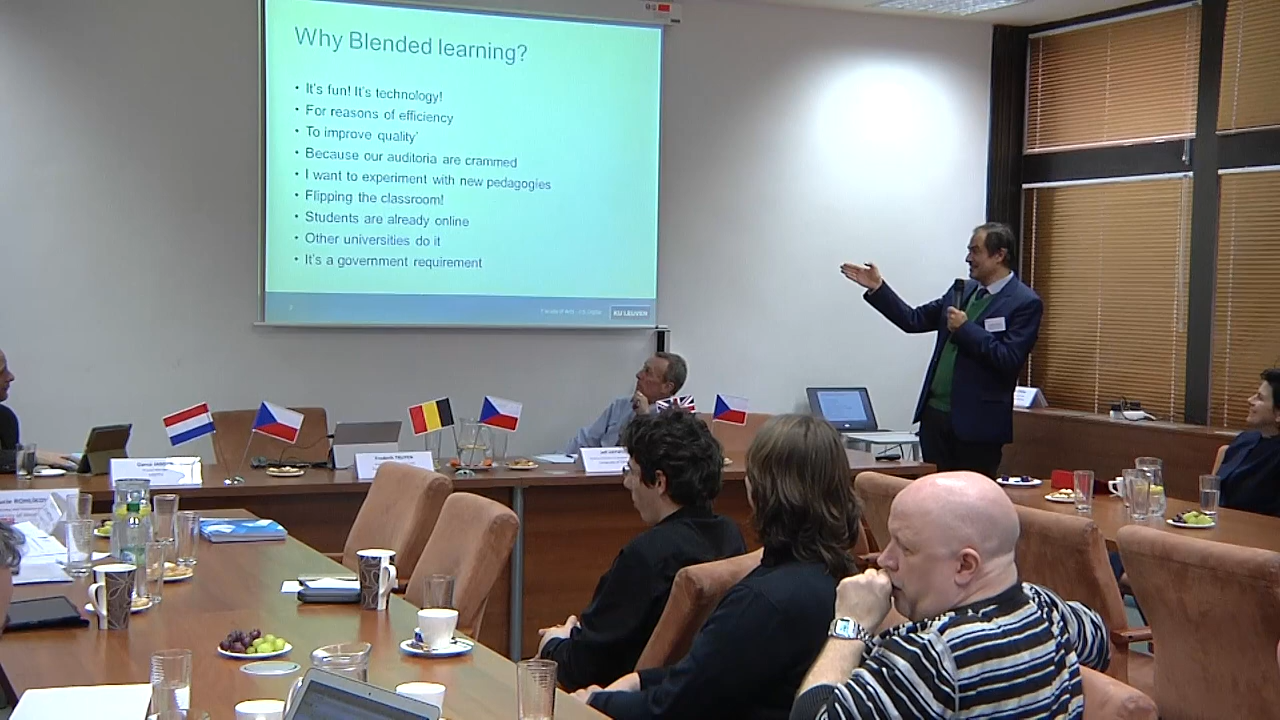 Why Blended learning?
• It's fun! It's technology!
• For reasons of efficiency
• To improve quality'
• Because our auditoria are crammed
• I want to experiment with new pedagogies
• Flipping the classroom!
• Students are already online
• Other universities do it
• It's a government requirement
KU LEUVEN
Frederik TRUYEN